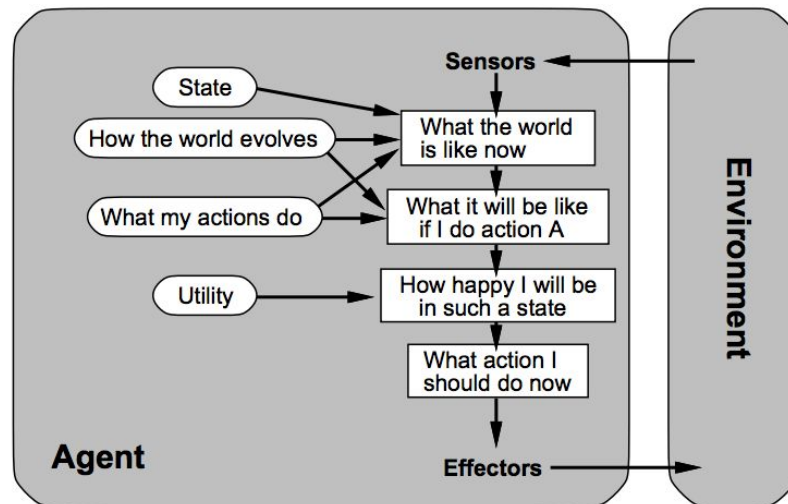 Sensors
State
What the world
is like now
How the world evolves
What it will be like
if I do action A
What my actions do
How happy I will be
in such a state
Utility
What action I
should do now
Agent
Effectors
Environment